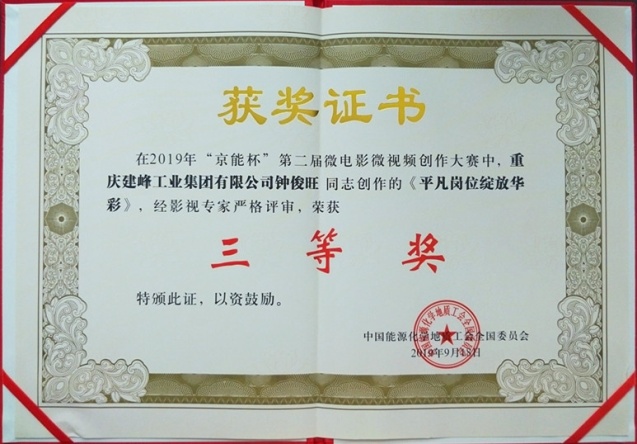 获奖证书
在2019年“京能杯”第二届微电影微视频创作大赛中，重
庆建峰工业集团有限公司钟俊旺 同志创作的《平凡岗位绽放华
彩》，经影视专家严格评审，荣获
三 等 奖
特颁此证，以资鼓励。
中国能源化学地质工会全国委员会
2019年9月18日